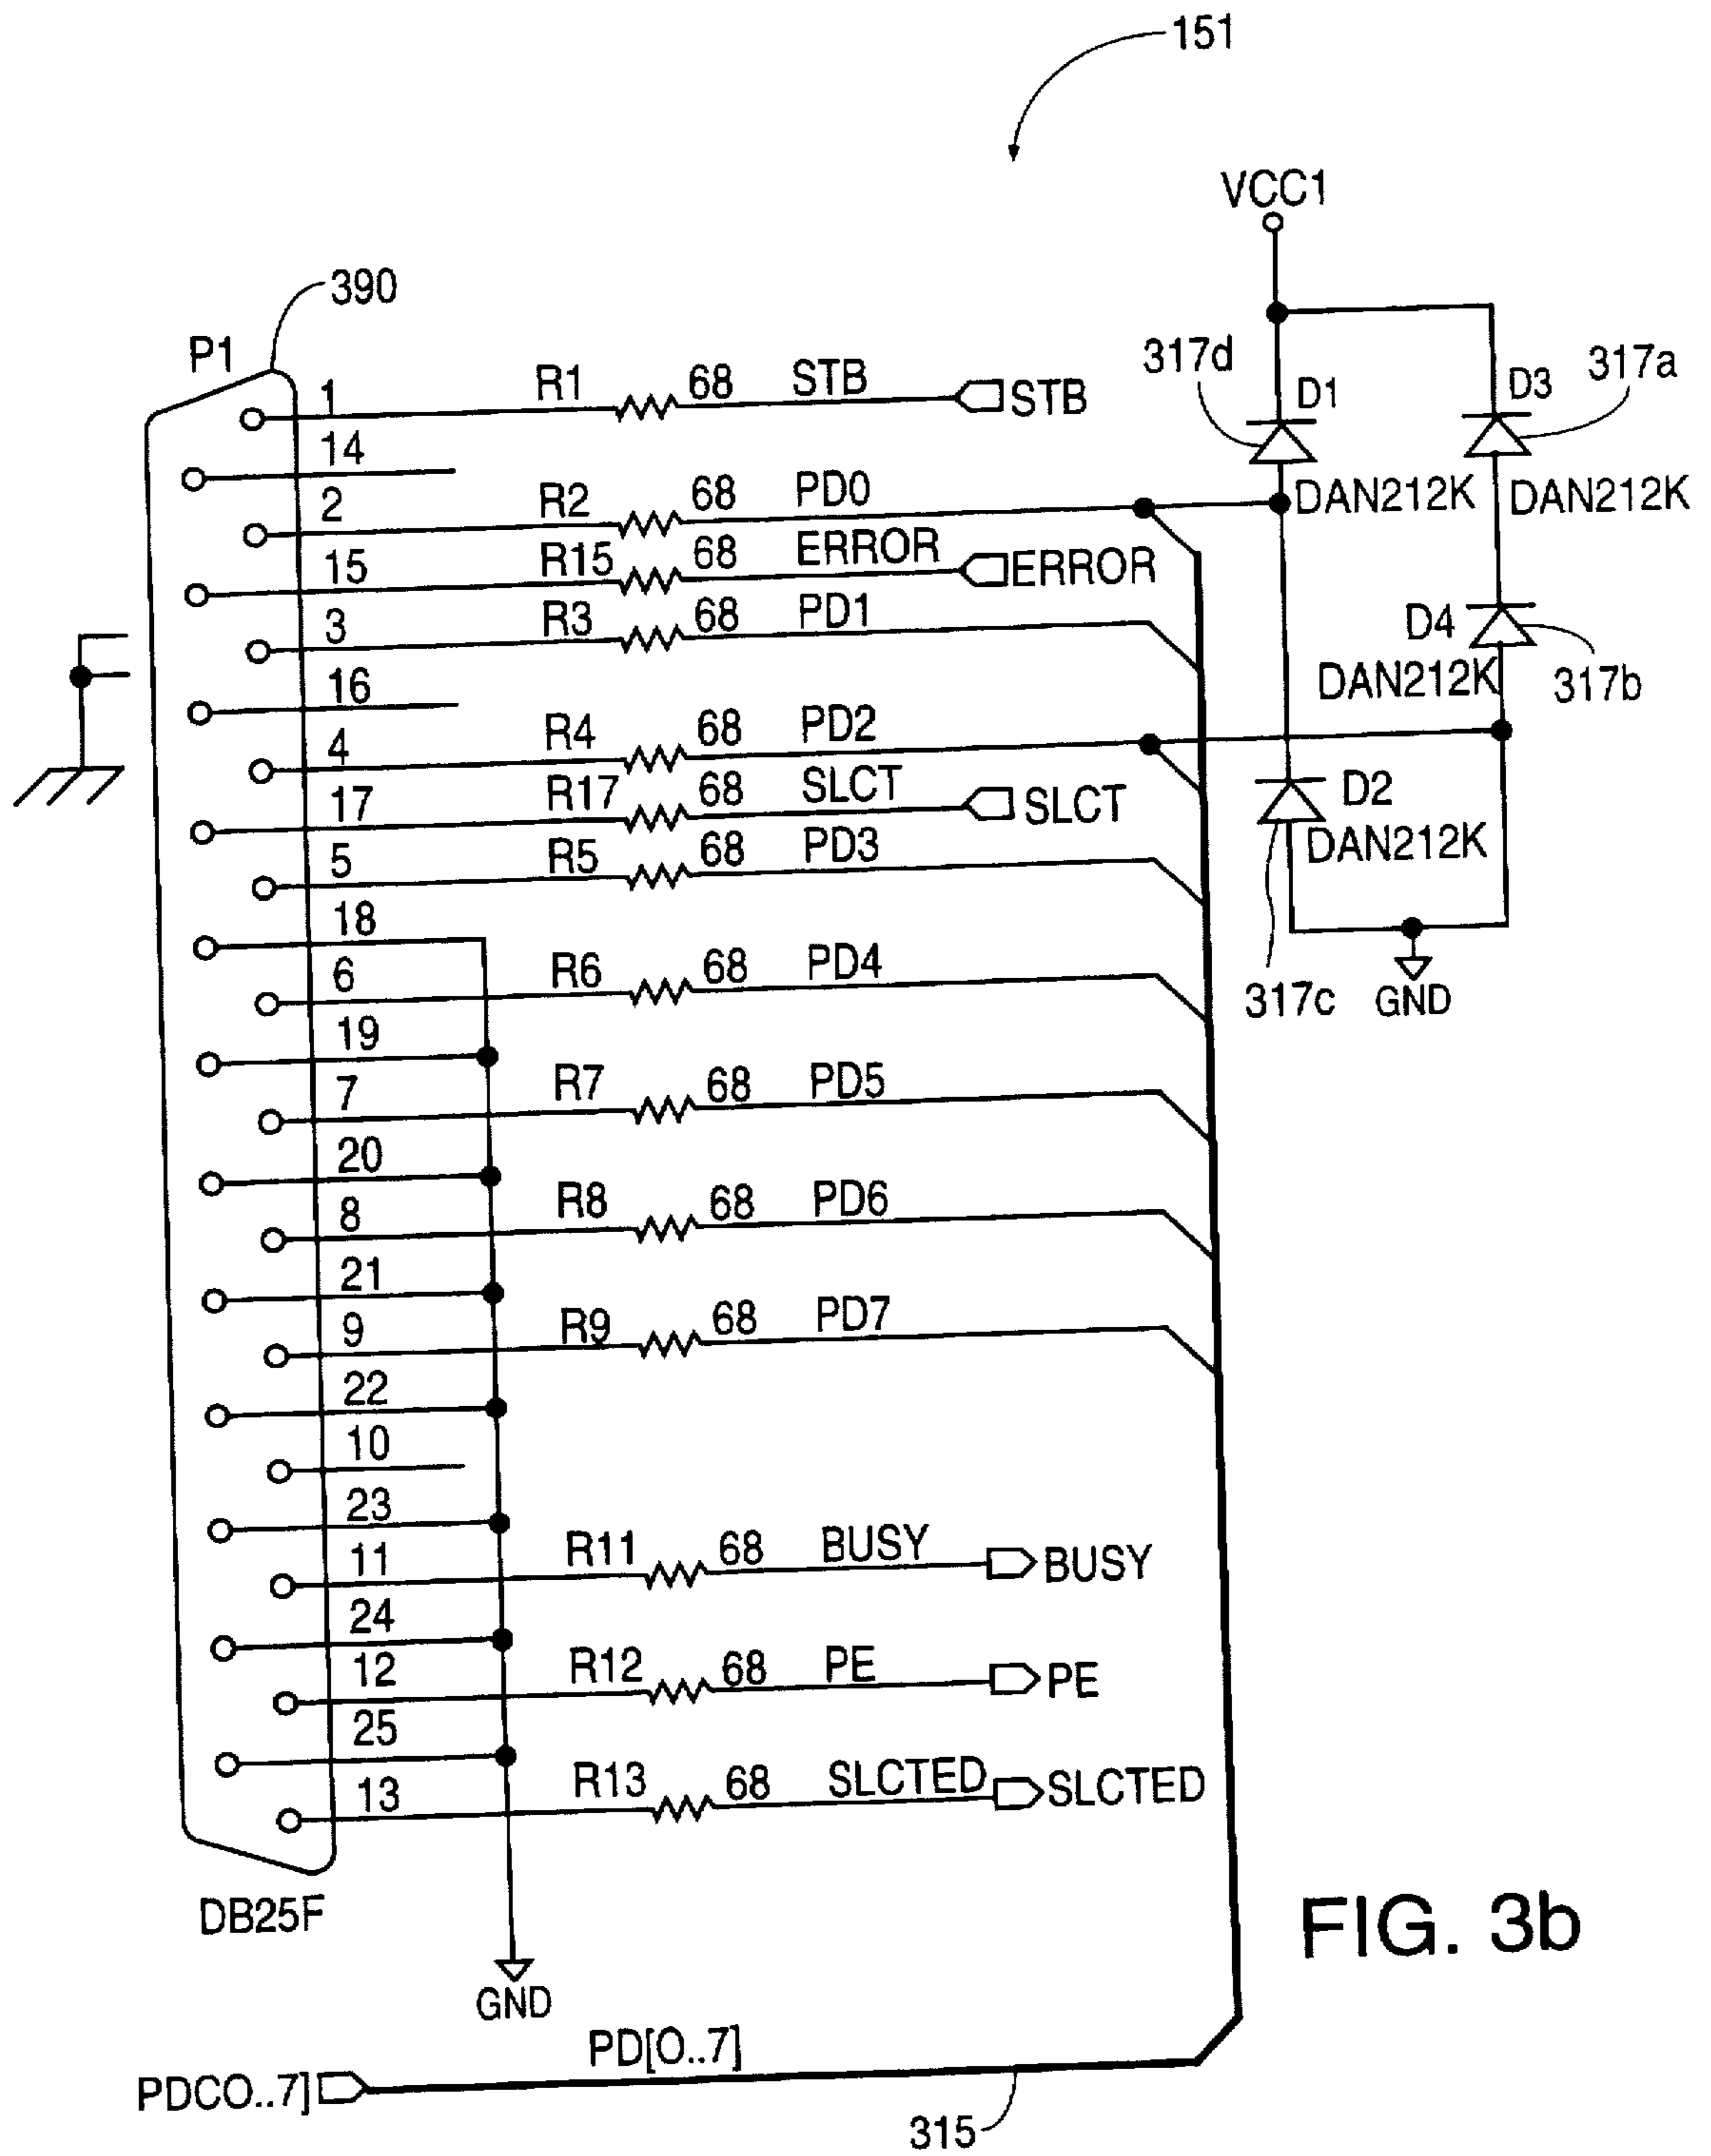 151
VCC1
390
P1
317d
D1
D3
317a
1
R1
68
STB
STB
14
DAN212K
DAN212K
2
R2
68
PD0
15
R15
68
ERROR
ERROR
3
R3
68
PD1
D4
DAN212K
317b
16
4
R4
68
PD2
17
R17
68
SLCT
SLCT
D2
DAN212K
5
R5
68
PD3
18
6
R6
68
PD4
317c
GND
19
7
R7
68
PD5
20
8
R8
68
PD6
21
9
R9
68
PD7
22
10
23
11
R11
68
BUSY
BUSY
24
12
R12
68
PE
PE
25
13
R13
68
SLCTED
SLCTED
DB25F
FIG. 3b
GND
PD[O..7]
PDCO..7]
315